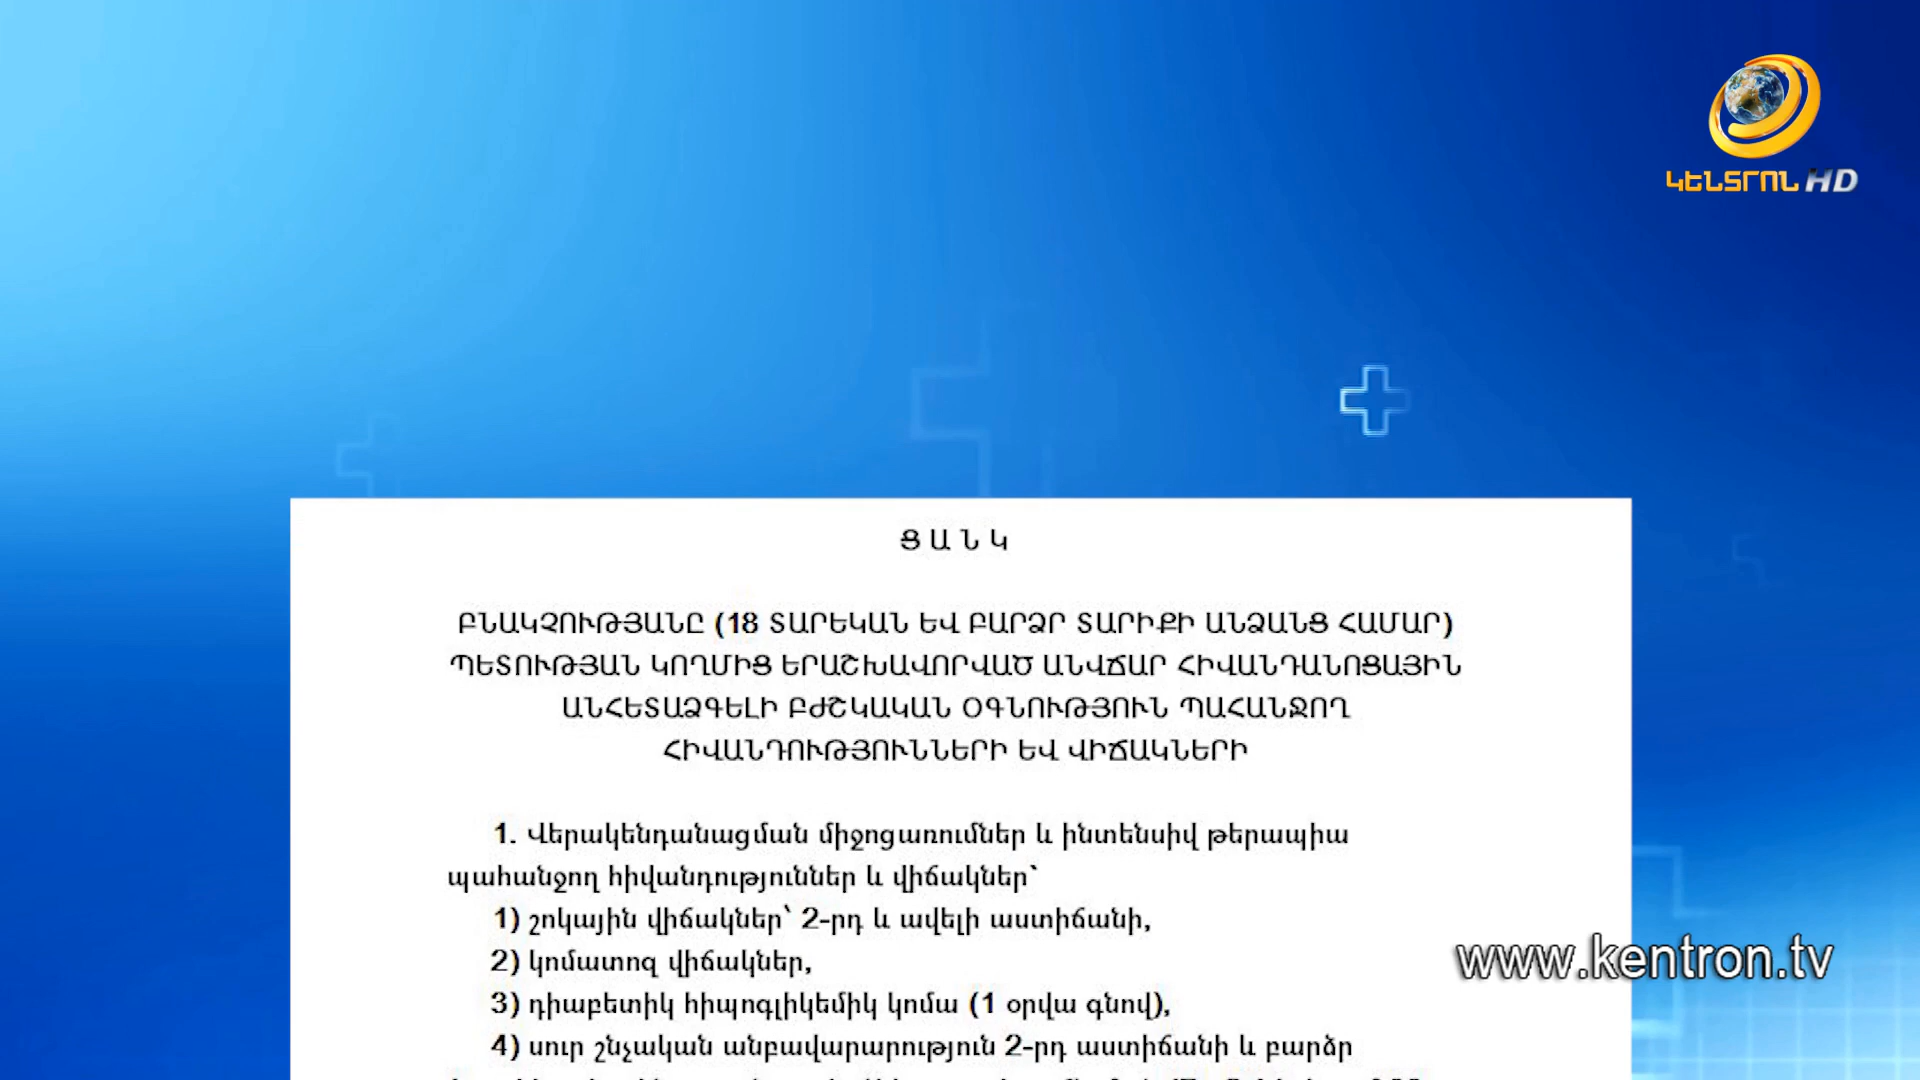 ԿԵՆՏՐՈՆ HD
Ց Ա Ն Կ
ԲՆԱԿՉՈՒԹՅԱՆԸ (18 ՏԱՐԵԿԱՆ ԵՎ ԲԱՐՁՐ ՏԱՐԻՔԻ ԱՆՁԱՆՑ ՀԱՄԱՐ)
ՊԵՏՈՒԹՅԱՆ ԿՈՂՄԻՑ ԵՐԱՇԽԱՎՈՐՎԱԾ ԱՆՎՃԱՐ ՀԻՎԱՆԴԱՆՈՑԱՅԻՆ
ԱՆՀԵՏԱՁԳԵԼԻ ԲԺՇԿԱԿԱՆ ՕԳՆՈՒԹՅՈՒՆ ՊԱՀԱՆՋՈՂ
ՀԻՎԱՆԴՈՒԹՅՈՒՆՆԵՐԻ ԵՎ ՎԻՃԱԿՆԵՐԻ
1. Վերակենդանացման միջոցառումներ և ինտենսիվ թերապիա
պահանջող հիվանդություններ և վիճակներ՝
1) շոկային վիճակներ՝ 2-րդ և ավելի աստիճանի,
2) կոմատոզ վիճակներ,
3) դիաբետիկ հիպոգլիկեմիկ կոմա (1 օրվա գնով),
4) սուր շնչական անբավարարություն 2-րդ աստիճանի և բարձր
www.kentron.tv